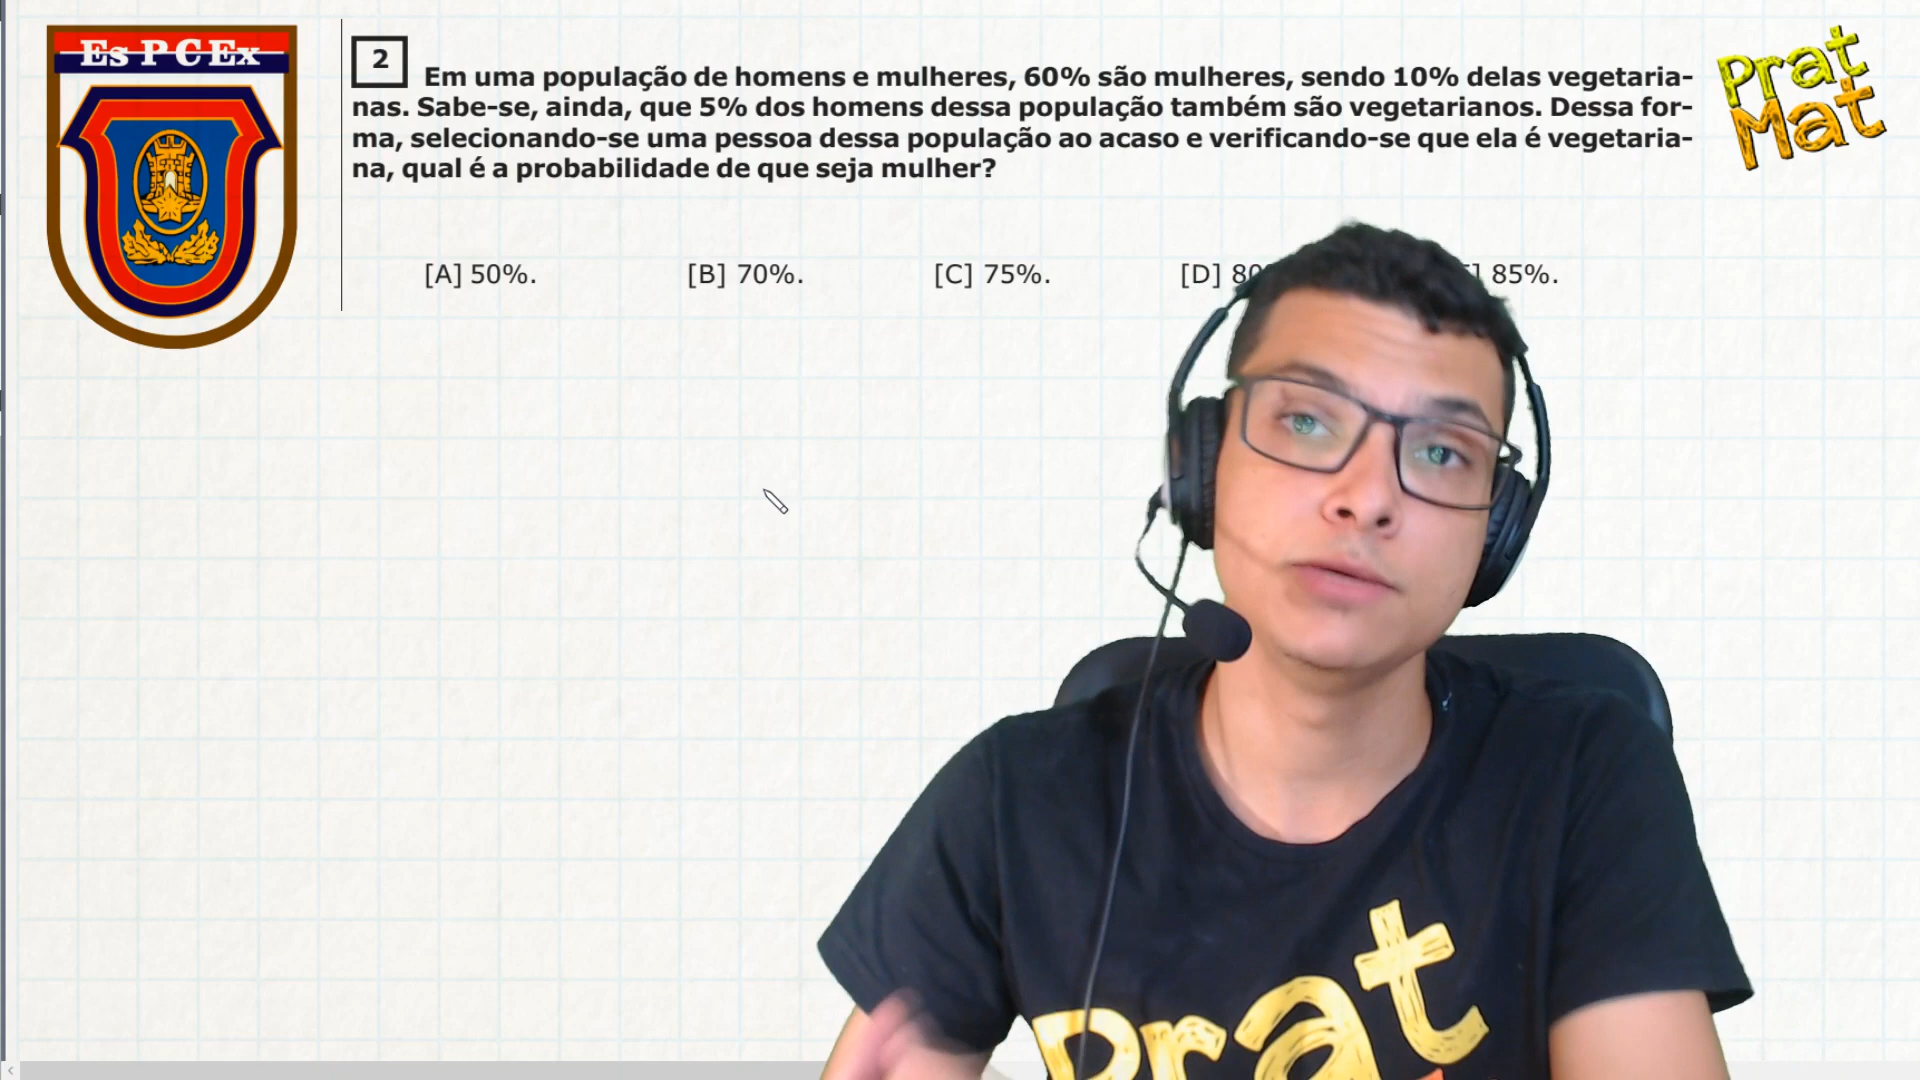 Es P C Ex
2
Em uma população de homens e mulheres, 60% são mulheres, sendo 10% delas vegetaria-
nas. Sabe-se, ainda, que 5% dos homens dessa população também são vegetarianos. Dessa for-
ma, selecionando-se uma pessoa dessa população ao acaso e verificando-se que ela é vegetaria-
na, qual é a probabilidade de que seja mulher?
Prat
Mat
[A] 50%. [B] 70%. [C] 75%. [D] 80 85%.
Prat